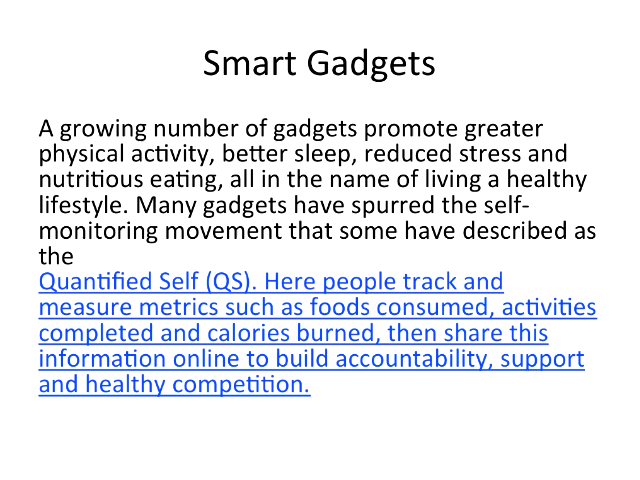 Smart Gadgets
A growing number of gadgets promote greater
physical activity, better sleep, reduced stress and
nutritious eating, all in the name of living a healthy
lifestyle. Many gadgets have spurred the self-
monitoring movement that some have described as
the
Quantified Self (QS). Here people track and
measure metrics such as foods consumed, activities
completed and calories burned, then share this
information online to build accountability, support
and healthy competition.